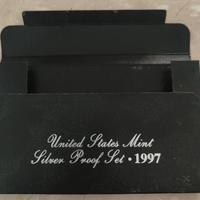 United States Mint
Silver Proof Set • 1997